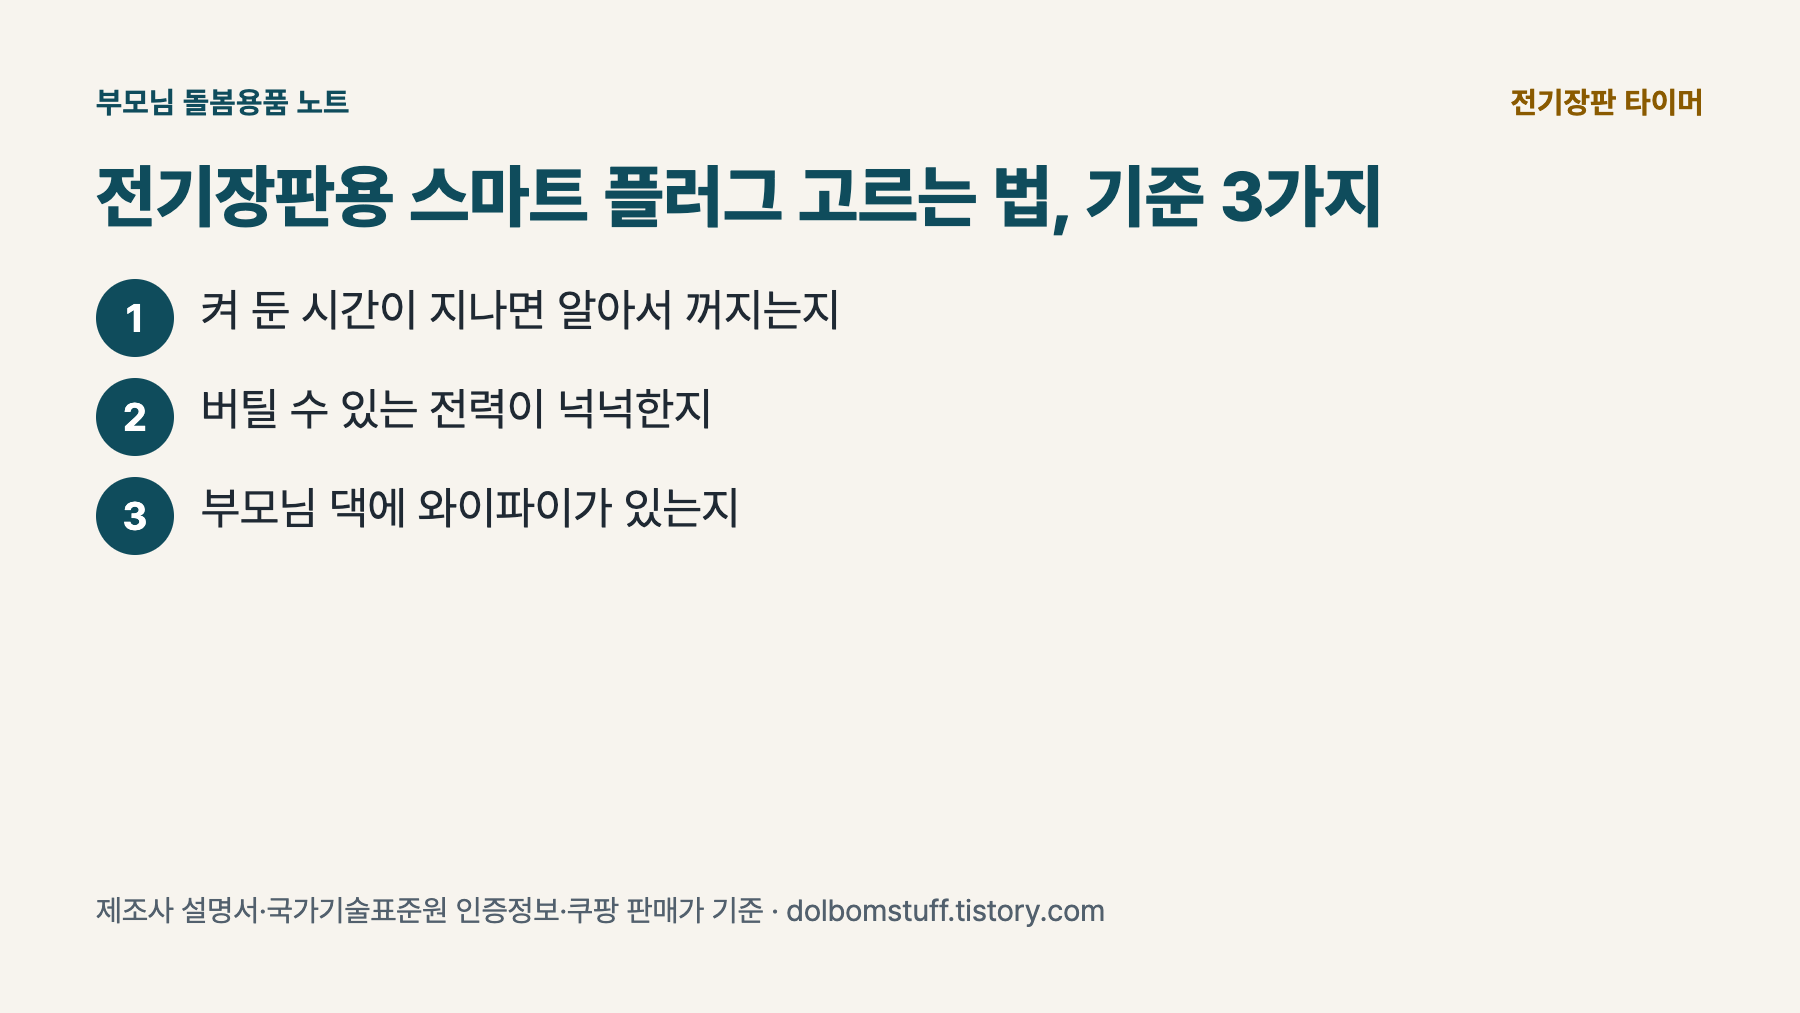 부모님 돌봄용품 노트
전기장판 타이머
전기장판용 스마트 플러그 고르는 법, 기준 3가지
1 켜 둔 시간이 지나면 알아서 꺼지는지
2 버틸 수 있는 전력이 넉넉한지
3 부모님 댁에 와이파이가 있는지
제조사 설명서·국가기술표준원 인증정보·쿠팡 판매가 기준 · dolbomstuff.tistory.com